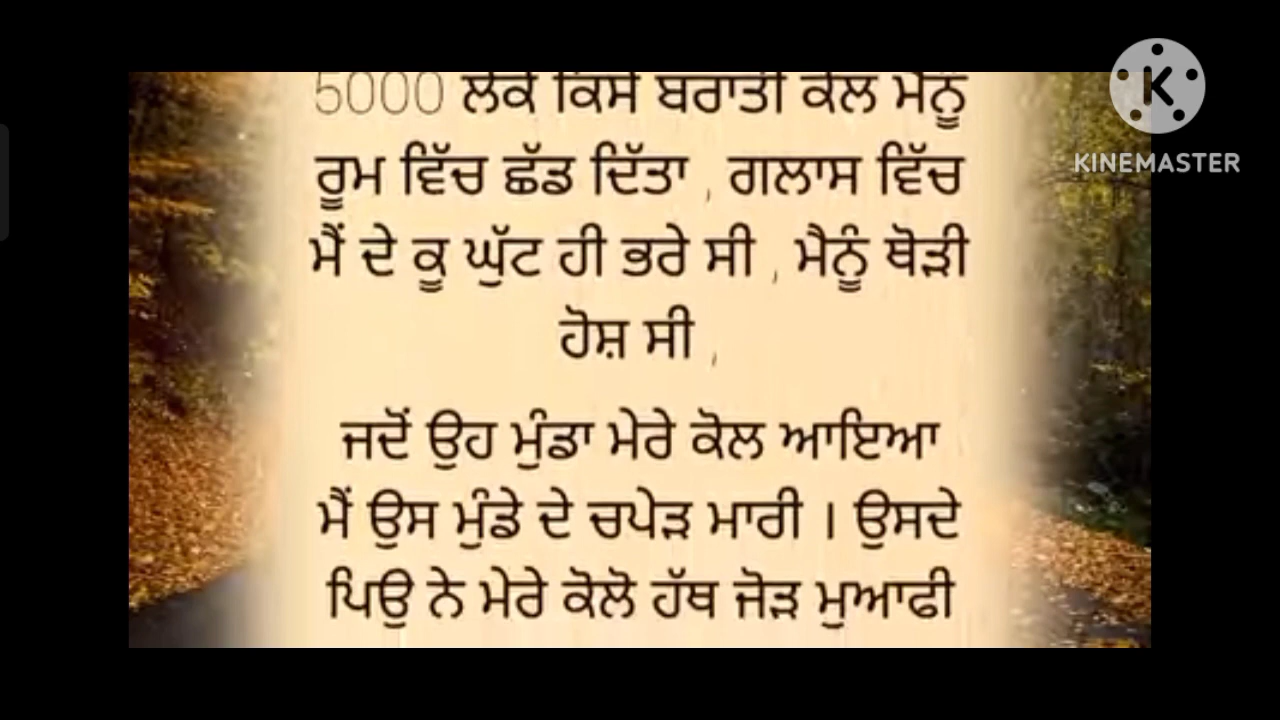 5000 ਲੈਕੇ ਕਿਸੇ ਬਰਾਤੀ ਕੋਲ ਮੈਨੂੰ
ਰੂਮ ਵਿੱਚ ਛੱਡ ਦਿੱਤਾ , ਗਲਾਸ ਵਿੱਚ
ਮੈਂ ਦੇ ਕੂ ਘੁੱਟ ਹੀ ਭਰੇ ਸੀ , ਮੈਨੂੰ ਥੋੜੀ
ਹੋਸ਼ ਸੀ ,
ਜਦੋਂ ਉਹ ਮੁੰਡਾ ਮੇਰੇ ਕੋਲ ਆਇਆ
ਮੈਂ ਉਸ ਮੁੰਡੇ ਦੇ ਚਪੇੜ ਮਾਰੀ । ਉਸਦੇ
ਪਿਉ ਨੇ ਮੇਰੇ ਕੋਲੋ ਹੱਥ ਜੋੜ ਮੁਆਫੀ
KINEMASTER